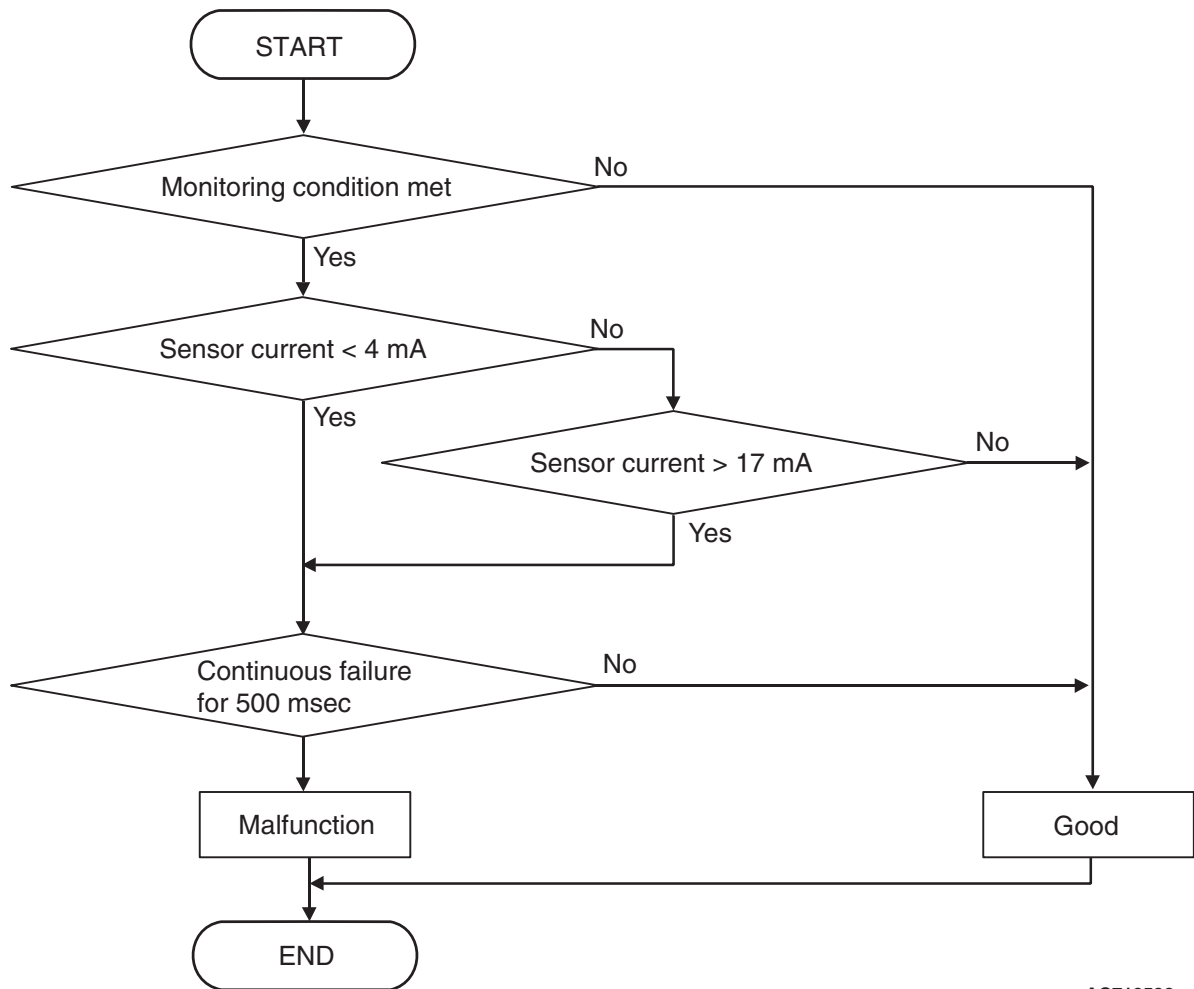 START
Monitoring condition met
No
Yes
Sensor current < 4 mA
No
Yes
Sensor current > 17 mA
No
Yes
Continuous failure
for 500 msec
No
Malfunction
Good
END